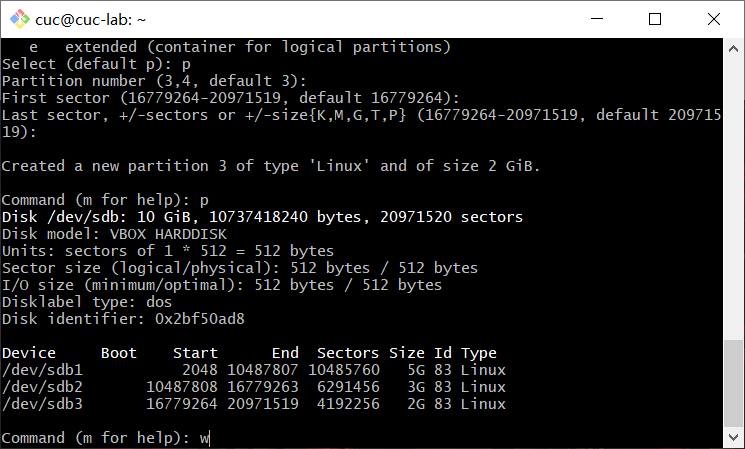 cuc@cuc-lab: ~
   e   extended (container for logical partitions)
Select (default p): p
Partition number (3,4, default 3):
First sector (16779264-20971519, default 16779264):
Last sector, +/-sectors or +/-size{K,M,G,T,P} (16779264-20971519, default 209715
19):
Created a new partition 3 of type 'Linux' and of size 2 GiB.
Command (m for help): p
Disk /dev/sdb: 10 GiB, 10737418240 bytes, 20971520 sectors
Disk model: VBOX HARDDISK
Units: sectors of 1 * 512 = 512 bytes
Sector size (logical/physical): 512 bytes / 512 bytes
I/O size (minimum/optimal): 512 bytes / 512 bytes
Disklabel type: dos
Disk identifier: 0x2bf50ad8
Device     Boot    Start      End  Sectors Size Id Type
/dev/sdb1           2048 10487807 10485760   5G 83 Linux
/dev/sdb2       10487808 16779263  6291456   3G 83 Linux
/dev/sdb3       16779264 20971519  4192256   2G 83 Linux
Command (m for help): w